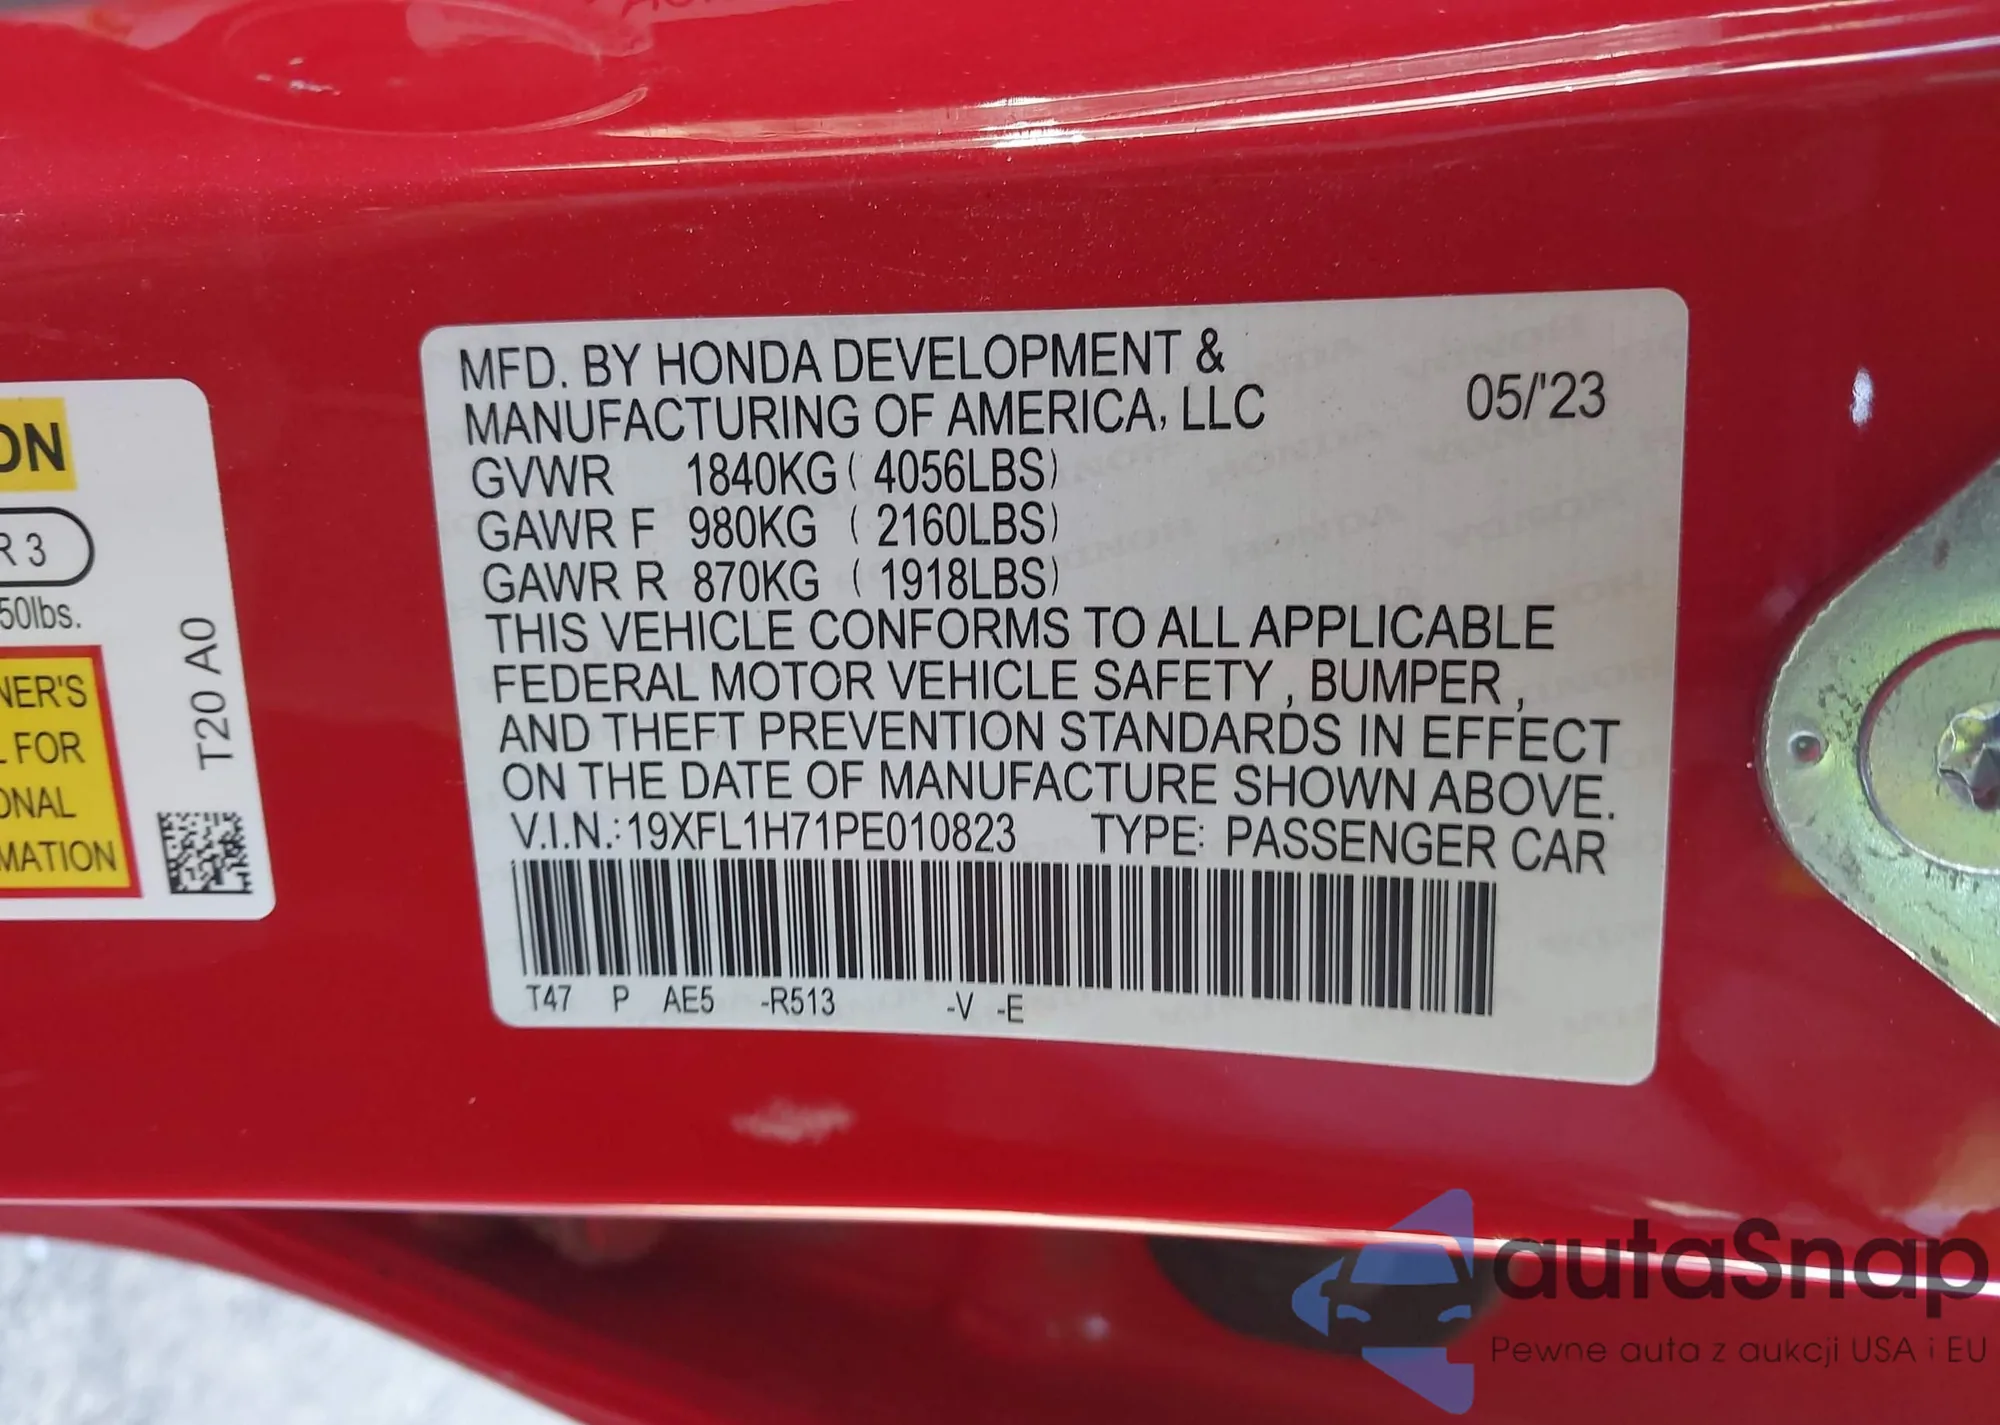 ON
R 3
50lbs.
NER'S
L FOR
ONAL
MATION
T20 A0
MFD. BY HONDA DEVELOPMENT &
MANUFACTURING OF AMERICA, LLC
05/'23
GVWR 1840KG ( 4056LBS)
GAWR F 980KG ( 2160LBS)
GAWR R 870KG ( 1918LBS)
THIS VEHICLE CONFORMS TO ALL APPLICABLE
FEDERAL MOTOR VEHICLE SAFETY , BUMPER ,
AND THEFT PREVENTION STANDARDS IN EFFECT
ON THE DATE OF MANUFACTURE SHOWN ABOVE.
V.I.N.: 19XFL1H71PE010823 TYPE: PASSENGER CAR
T47 P AE5 -R513 -V -E
autaSnap
Pewne auta z aukcji USA i EU